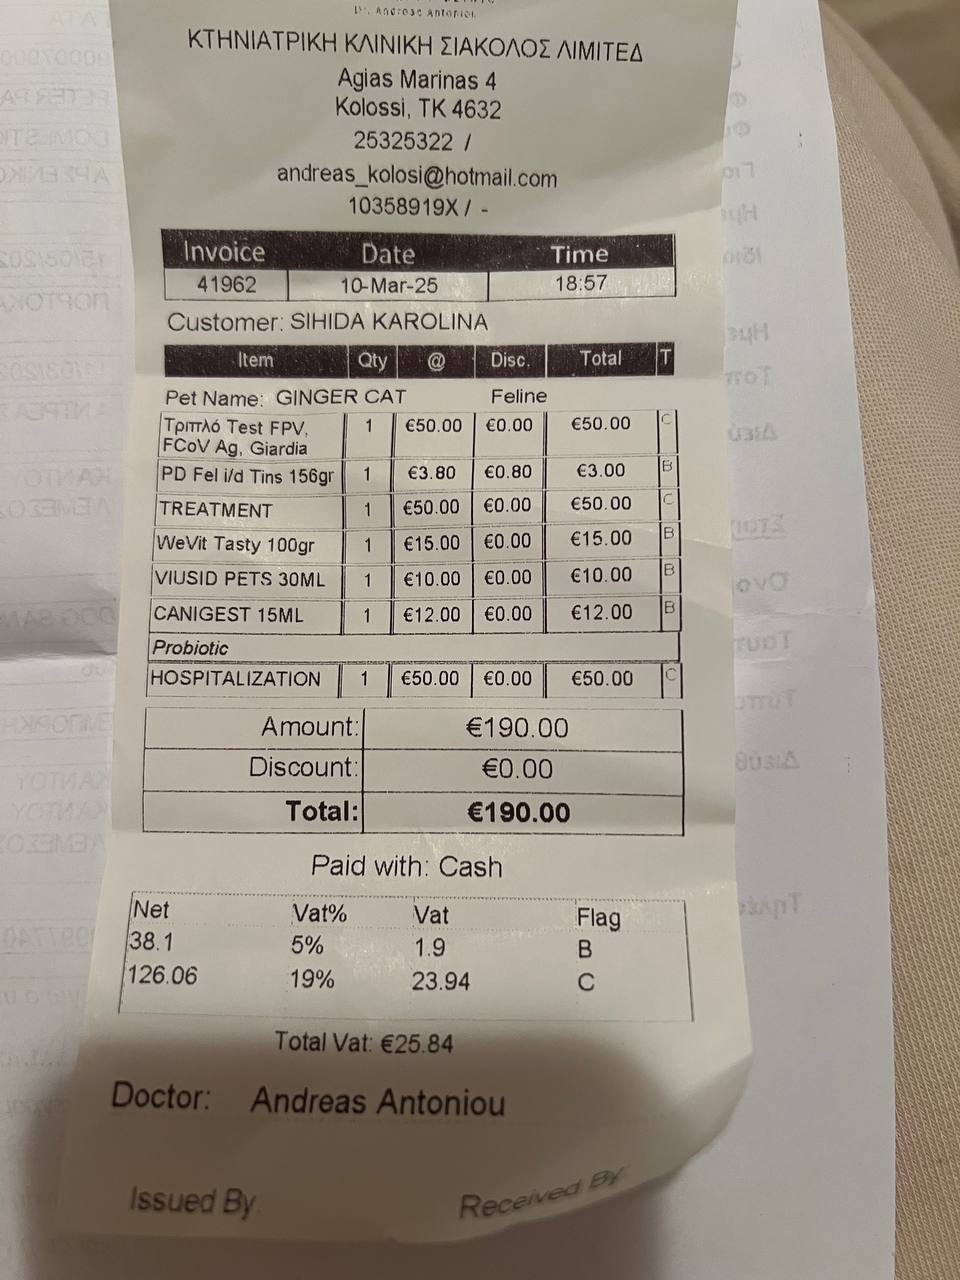 Dr. Andreas Antoniou
ΚΤΗΝΙΑΤΡΙΚΗ ΚΛΙΝΙΚΗ ΣΙΑΚΟΛΟΣ ΛΙΜΙΤΕΔ
Agias Marinas 4
Kolossi, TK 4632
25325322 /
andreas_kolosi@hotmail.com
10358919X / -
Invoice Date Time
41962 10-Mar-25 18:57
Customer: SIHIDA KAROLINA
Item Qty @ Disc. Total T
Pet Name: GINGER CAT Feline
Τριπλό Test FPV, 1 €50.00 €0.00 €50.00 C
FCoV Ag, Giardia
PD Fel i/d Tins 156gr 1 €3.80 €0.80 €3.00 B
TREATMENT 1 €50.00 €0.00 €50.00 C
WeVit Tasty 100gr 1 €15.00 €0.00 €15.00 B
VIUSID PETS 30ML 1 €10.00 €0.00 €10.00 B
CANIGEST 15ML 1 €12.00 €0.00 €12.00 B
Probiotic
HOSPITALIZATION 1 €50.00 €0.00 €50.00 C
Amount: €190.00
Discount: €0.00
Total: €190.00
Paid with: Cash
Net Vat% Vat Flag
38.1 5% 1.9 B
126.06 19% 23.94 C
Total Vat: €25.84
Doctor: Andreas Antoniou
Issued By
Received By